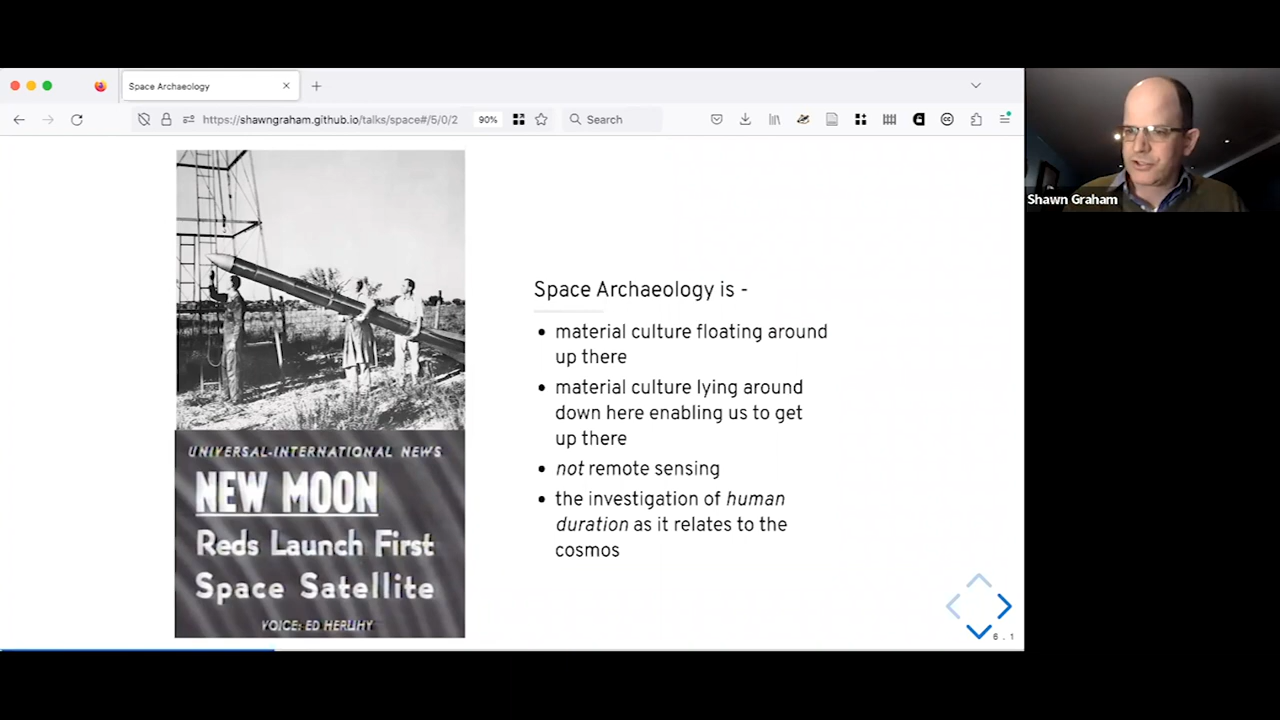 Space Archaeology
https://shawngraham.github.io/talks/space#/5/0/2
90%
Search
Shawn Graham
UNIVERSAL-INTERNATIONAL NEWS
NEW MOON
Reds Launch First
Space Satellite
VOICE: ED HERLIHY
Space Archaeology is -
• material culture floating around
up there
• material culture lying around
down here enabling us to get
up there
• not remote sensing
• the investigation of human
duration as it relates to the
cosmos
6.1